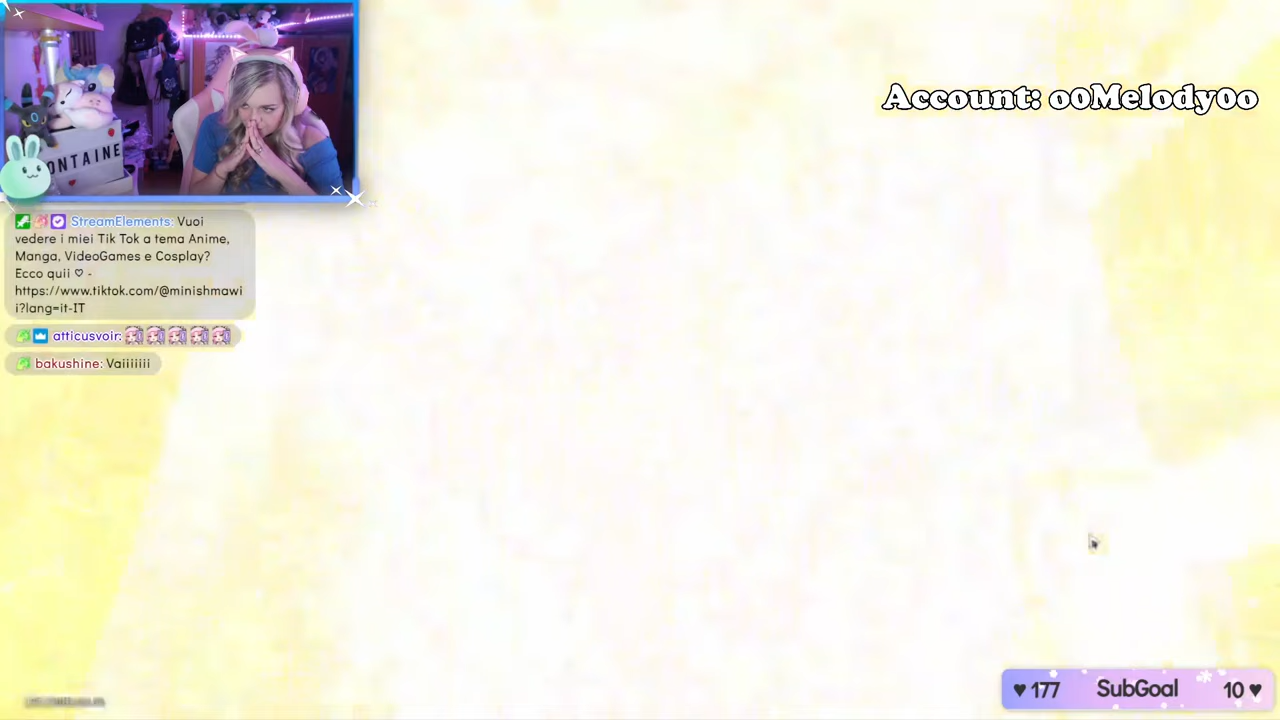 ONTAINE
Account: ooMelodyoo
StreamElements: Vuoi
vedere i miei Tik Tok a tema Anime,
Manga, VideoGames e Cosplay?
Ecco quii ♡ -
https://www.tiktok.com/@minishmawi
i?lang=it-IT
atticusvoir:
bakushine: Vaiiiiiii
♥ 177 SubGoal 10 ♥